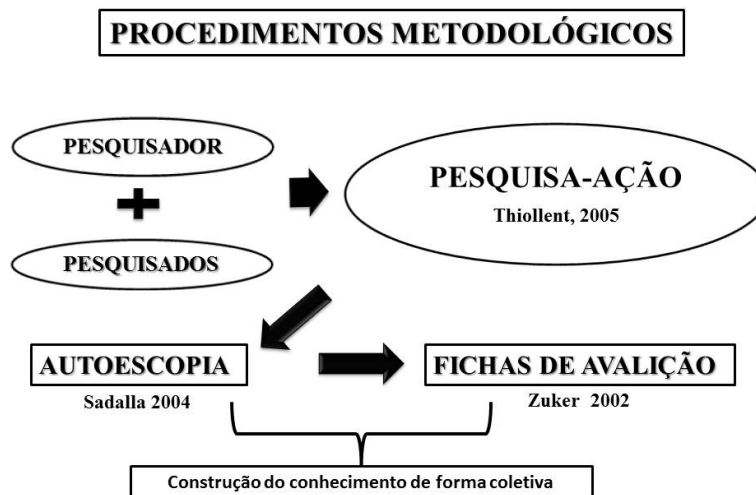 PROCEDIMENTOS METODOLÓGICOS
PESQUISADOR
+
PESQUISADOS
PESQUISA-AÇÃO
Thiollent, 2005
AUTOESCOPIA
Sadalla 2004
FICHAS DE AVALIÇÃO
Zuker 2002
Construção do conhecimento de forma coletiva